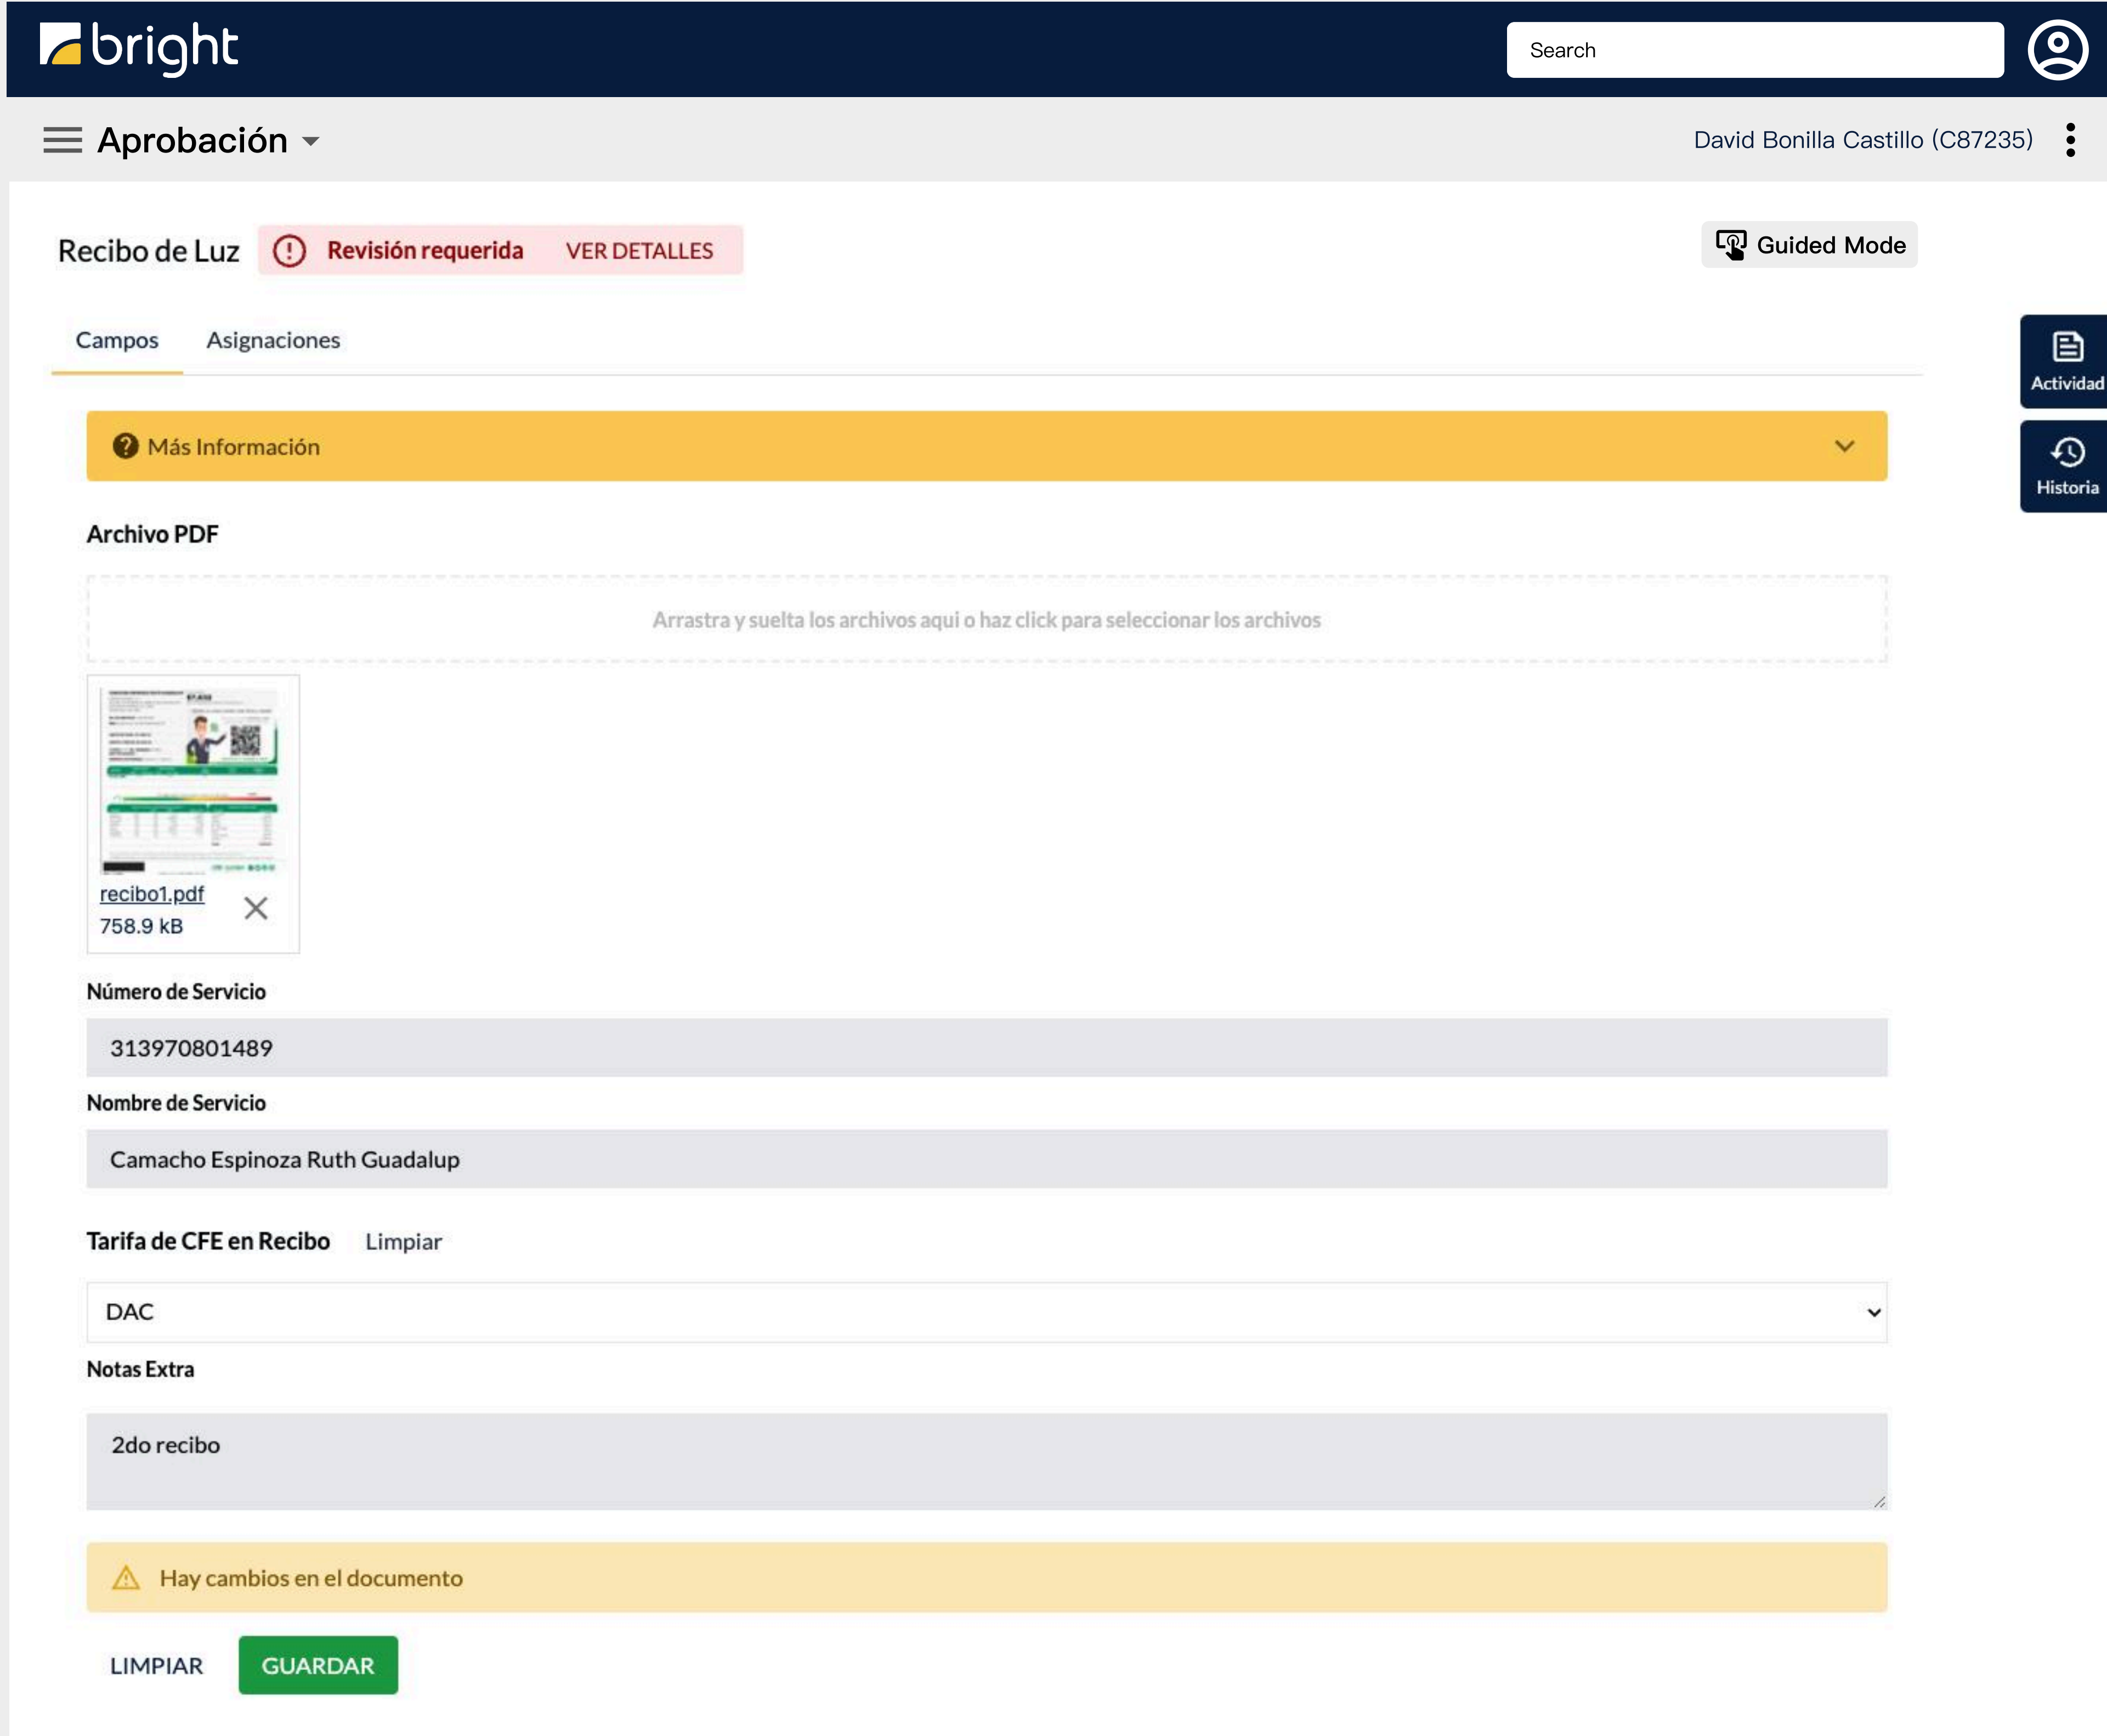 bright
Search
Aprobación
David Bonilla Castillo (C87235)
Recibo de Luz
Revisión requerida
VER DETALLES
Guided Mode
Campos
Asignaciones
Actividad
Más Información
Historia
Archivo PDF
Arrastra y suelta los archivos aqui o haz click para seleccionar los archivos
recibo1.pdf
758.9 kB
Número de Servicio
313970801489
Nombre de Servicio
Camacho Espinoza Ruth Guadalup
Tarifa de CFE en Recibo
Limpiar
DAC
Notas Extra
2do recibo
Hay cambios en el documento
LIMPIAR
GUARDAR